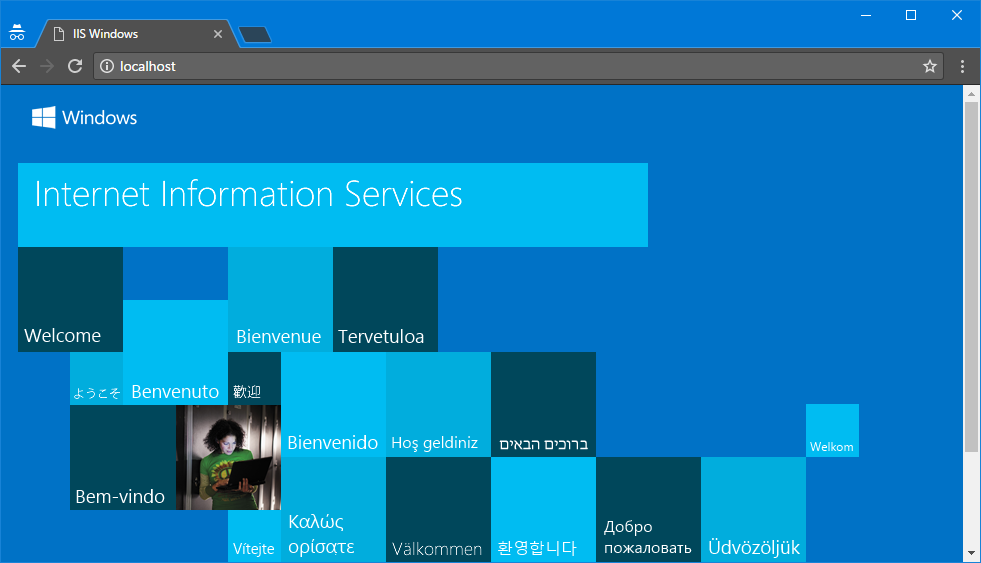 IIS Windows
localhost
Windows
Internet Information Services
Welcome
Bienvenue
Tervetuloa
ようこそ
Benvenuto
歡迎
Bienvenido
Hoş geldiniz
ברוכים הבאים
Welkom
Bem-vindo
Vítejte
Καλώς
ορίσατε
Välkommen
환영합니다
Добро
пожаловать
Üdvözöljük